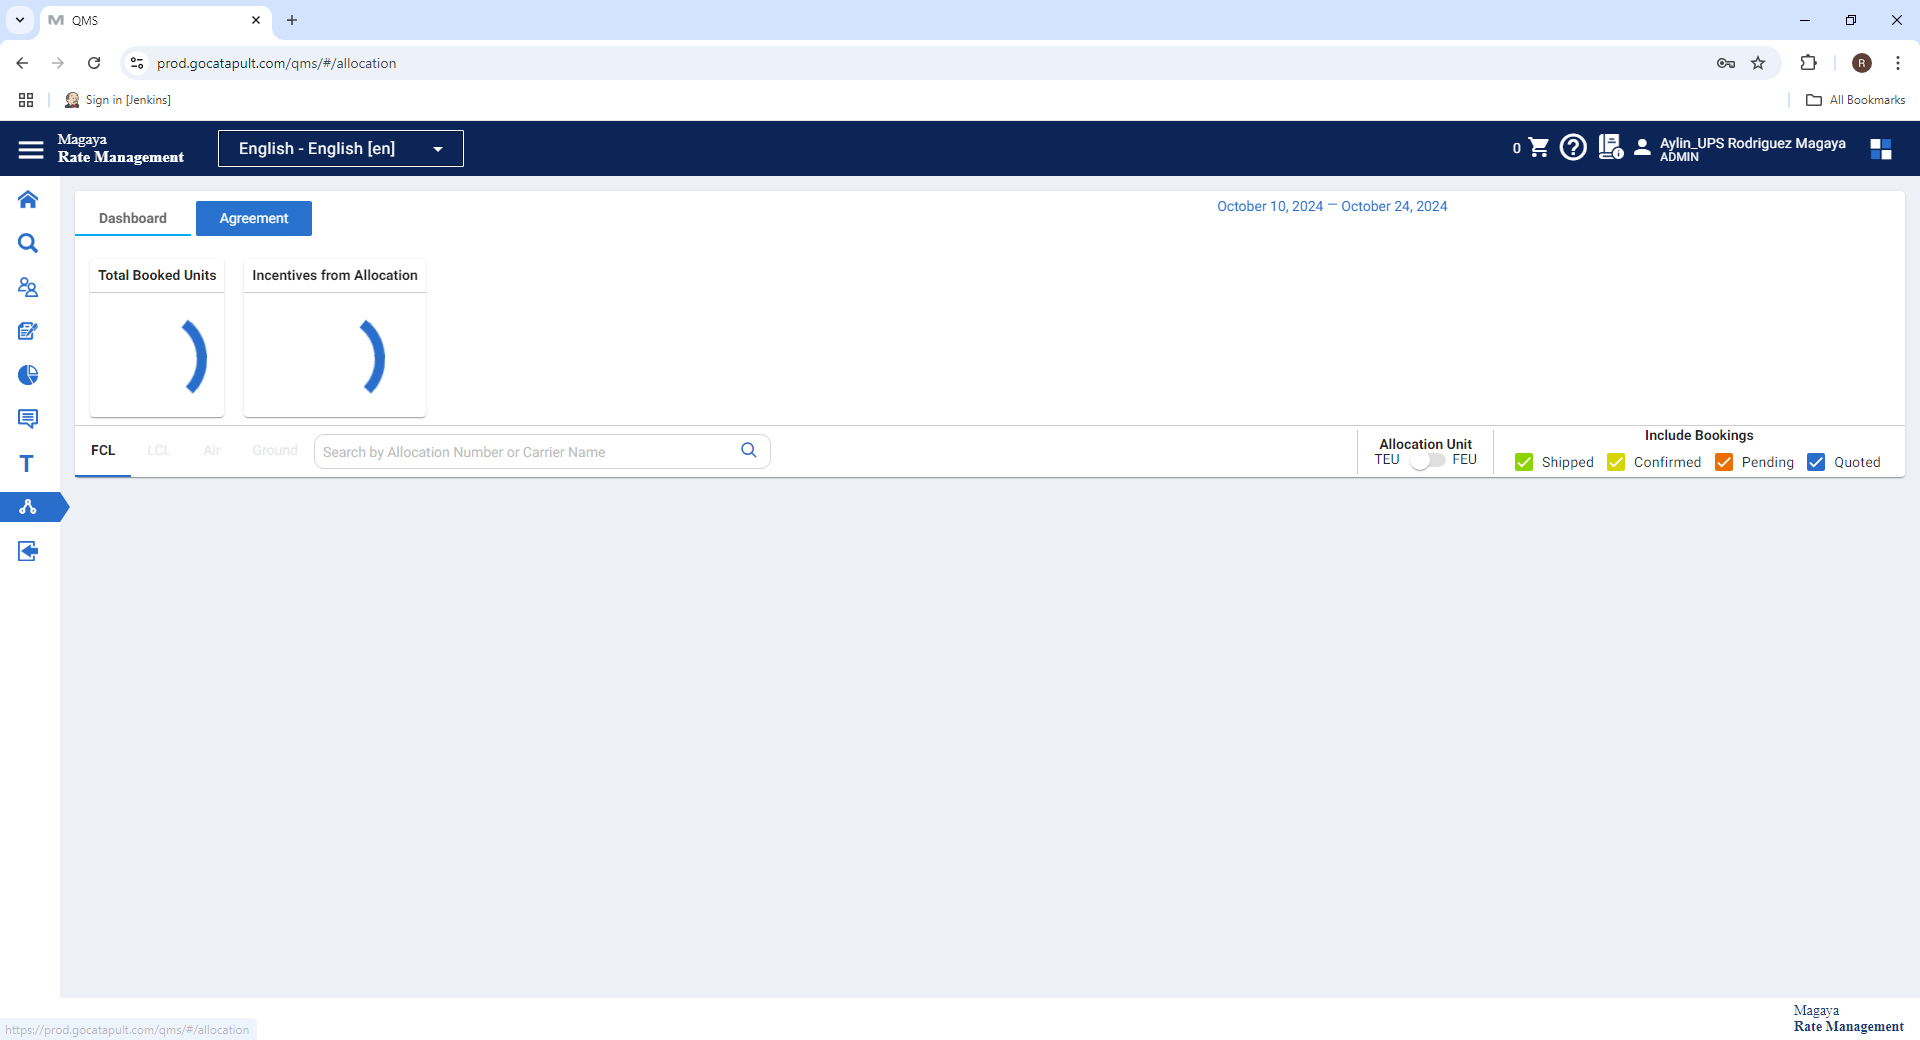 QMS
prod.gocatapult.com/qms/#/allocation
R
Sign in [Jenkins]
All Bookmarks
Magaya
Rate Management
English - English [en]
0
Aylin_UPS Rodriguez Magaya
ADMIN
Dashboard
Agreement
October 10, 2024 — October 24, 2024
Total Booked Units
Incentives from Allocation
FCL
LCL
Air
Ground
Search by Allocation Number or Carrier Name
Allocation Unit
TEU
FEU
Include Bookings
Shipped
Confirmed
Pending
Quoted
T
https://prod.gocatapult.com/qms/#/allocation
Magaya
Rate Management